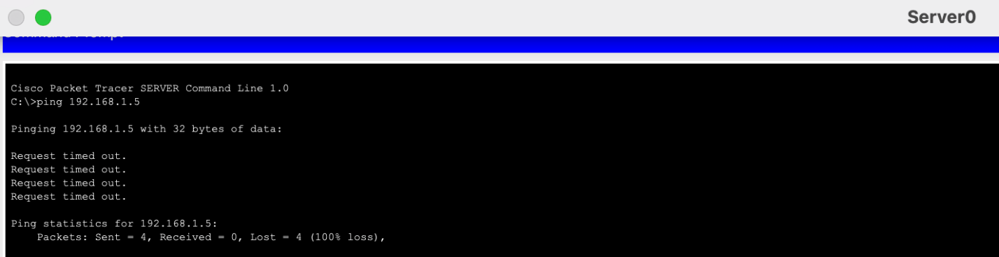 Server0
Cisco Packet Tracer SERVER Command Line 1.0
C:\>ping 192.168.1.5
Pinging 192.168.1.5 with 32 bytes of data:
Request timed out.
Request timed out.
Request timed out.
Request timed out.
Ping statistics for 192.168.1.5:
Packets: Sent = 4, Received = 0, Lost = 4 (100% loss),